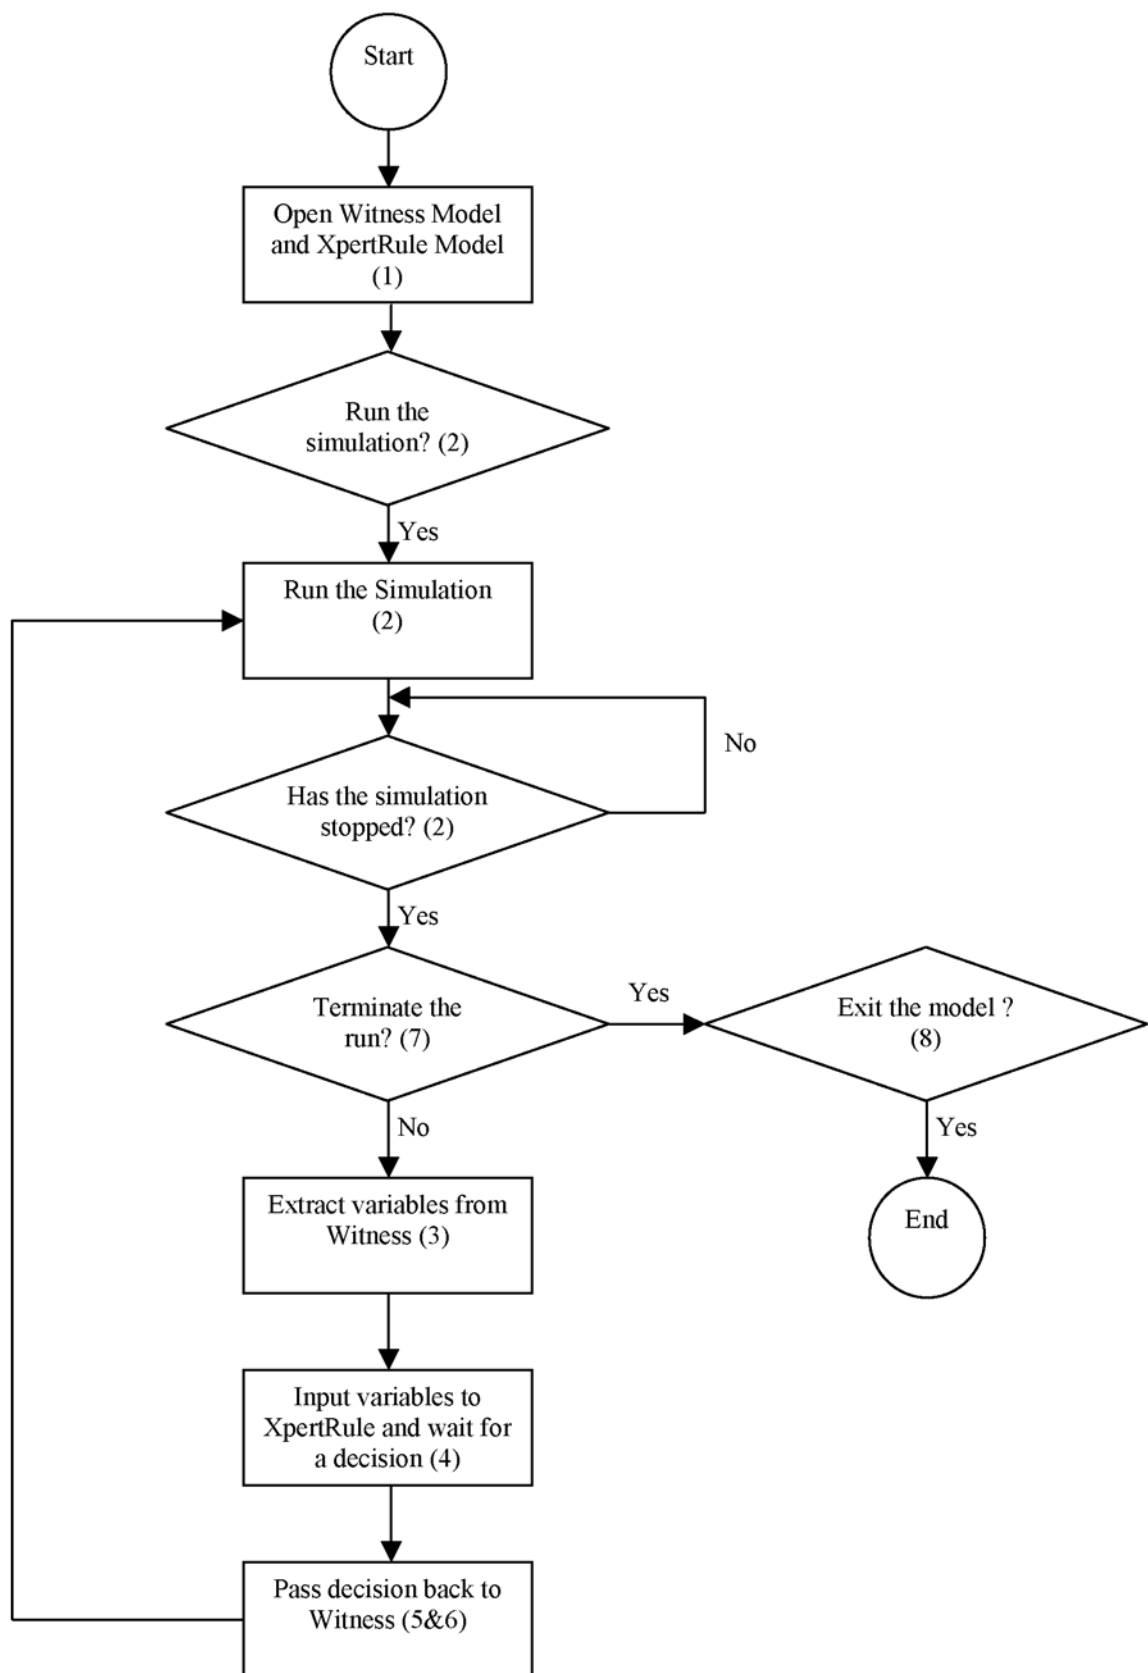 Start
Open Witness Model
and XpertRule Model
(1)
Run the
simulation? (2)
Yes
Run the Simulation
(2)
No
Has the simulation
stopped? (2)
Yes
Terminate the
run? (7)
Yes
Exit the model ?
(8)
No
Yes
Extract variables from
Witness (3)
End
Input variables to
XpertRule and wait for
a decision (4)
Pass decision back to
Witness (5&6)